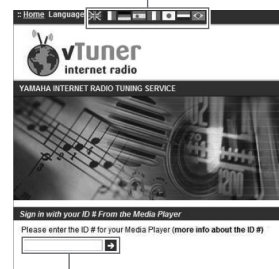 :: Home Language
vTuner
internet radio
YAMAHA INTERNET RADIO TUNING SERVICE
Sign in with your ID # From the Media Player
Please enter the ID # for your Media Player (more info about the ID #)